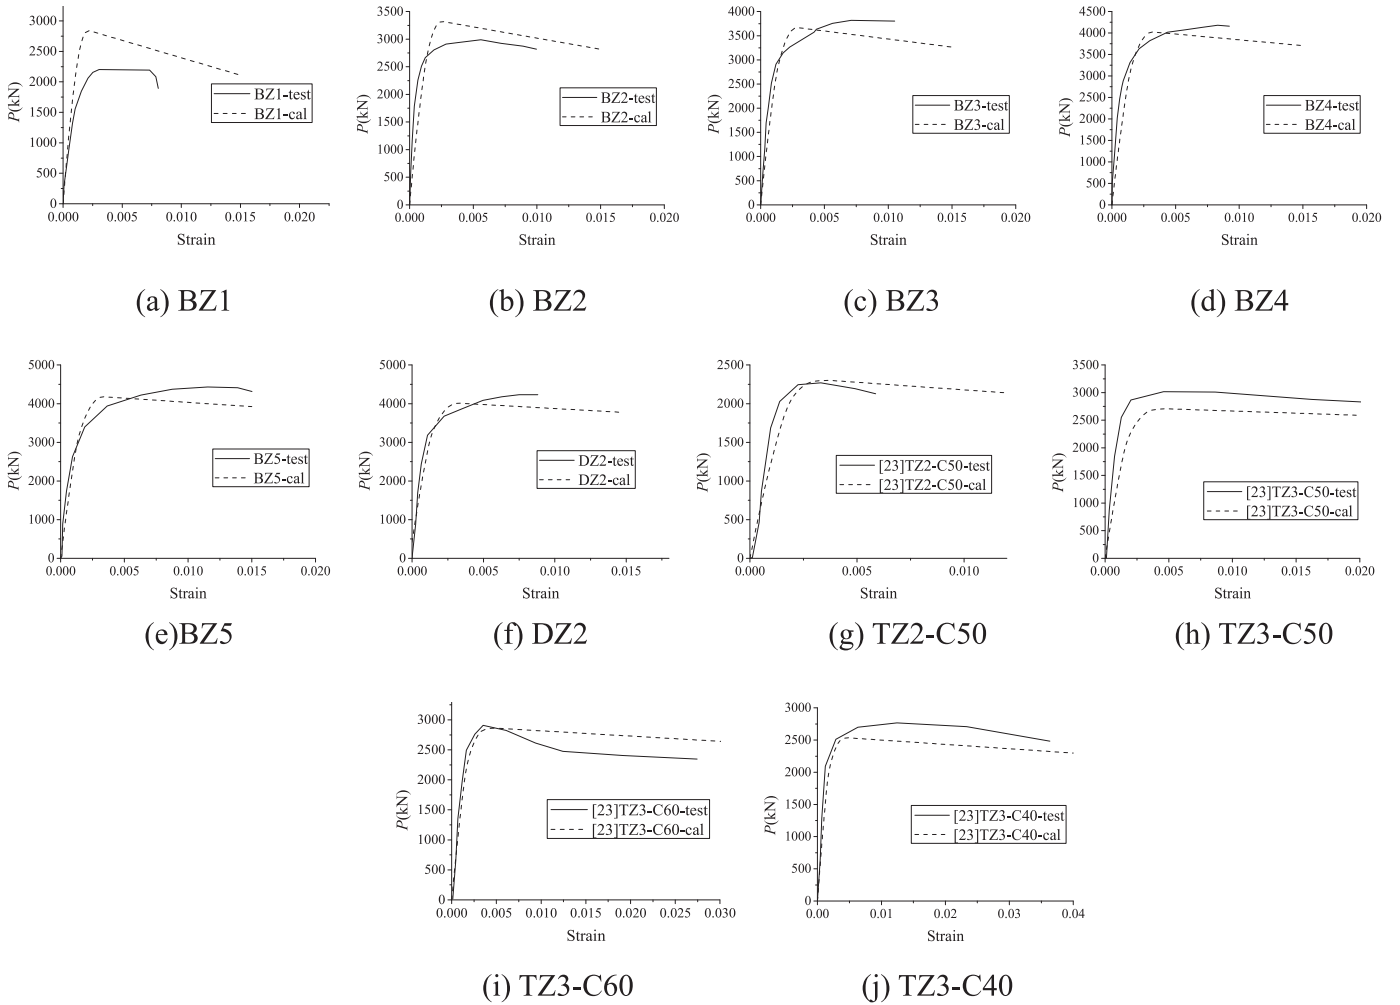 3000
2500
2000
1500
1000
500
0
P(kN)
BZ1-test
BZ1-cal
0.000 0.005 0.010 0.015 0.020
Strain
(a) BZ1
3500
3000
2500
2000
1500
1000
500
0
P(kN)
BZ2-test
BZ2-cal
0.000 0.005 0.010 0.015 0.020
Strain
(b) BZ2
4000
3500
3000
2500
2000
1500
1000
500
0
P(kN)
BZ3-test
BZ3-cal
0.000 0.005 0.010 0.015 0.020
Strain
(c) BZ3
4500
4000
3500
3000
2500
2000
1500
1000
500
0
P(kN)
BZ4-test
BZ4-cal
0.000 0.005 0.010 0.015 0.020
Strain
(d) BZ4
5000
4000
3000
2000
1000
0
P(kN)
BZ5-test
BZ5-cal
0.000 0.005 0.010 0.015 0.020
Strain
(e)BZ5
5000
4000
3000
2000
1000
0
P(kN)
DZ2-test
DZ2-cal
0.000 0.005 0.010 0.015
Strain
(f) DZ2
2500
2000
1500
1000
500
0
P(kN)
[23]TZ2-C50-test
[23]TZ2-C50-cal
0.000 0.005 0.010
Strain
(g) TZ2-C50
3500
3000
2500
2000
1500
1000
500
0
P(kN)
[23]TZ3-C50-test
[23]TZ3-C50-cal
0.000 0.005 0.010 0.015 0.020
Strain
(h) TZ3-C50
3000
2500
2000
1500
1000
500
0
P(kN)
[23]TZ3-C60-test
[23]TZ3-C60-cal
0.000 0.005 0.010 0.015 0.020 0.025 0.030
Strain
(i) TZ3-C60
3000
2500
2000
1500
1000
500
0
P(kN)
[23]TZ3-C40-test
[23]TZ3-C40-cal
0.00 0.01 0.02 0.03 0.04
Strain
(j) TZ3-C40